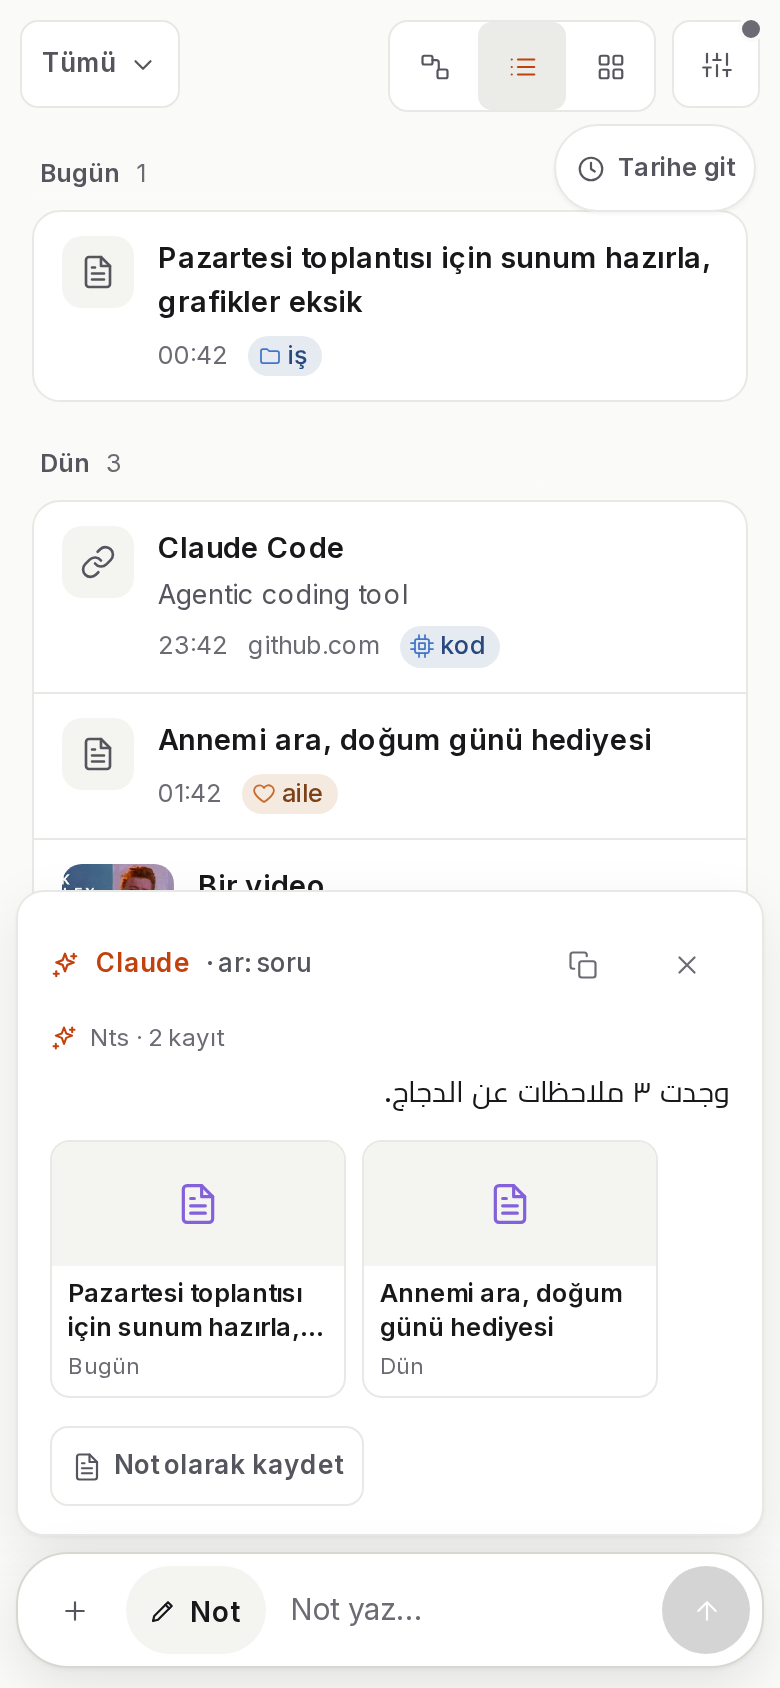 Tümü
Tarihe git
Bugün 1
Pazartesi toplantısı için sunum hazırla,
grafikler eksik
00:42 iş
Dün 3
Claude Code
Agentic coding tool
23:42 github.com kod
Annemi ara, doğum günü hediyesi
01:42 aile
Bir video
Claude · ar: soru
Nts · 2 kayıt
وجدت ٣ ملاحظات عن الدجاج.
Pazartesi toplantısı
için sunum hazırla,...
Bugün
Annemi ara, doğum
günü hediyesi
Dün
Not olarak kaydet
Not Not yaz...